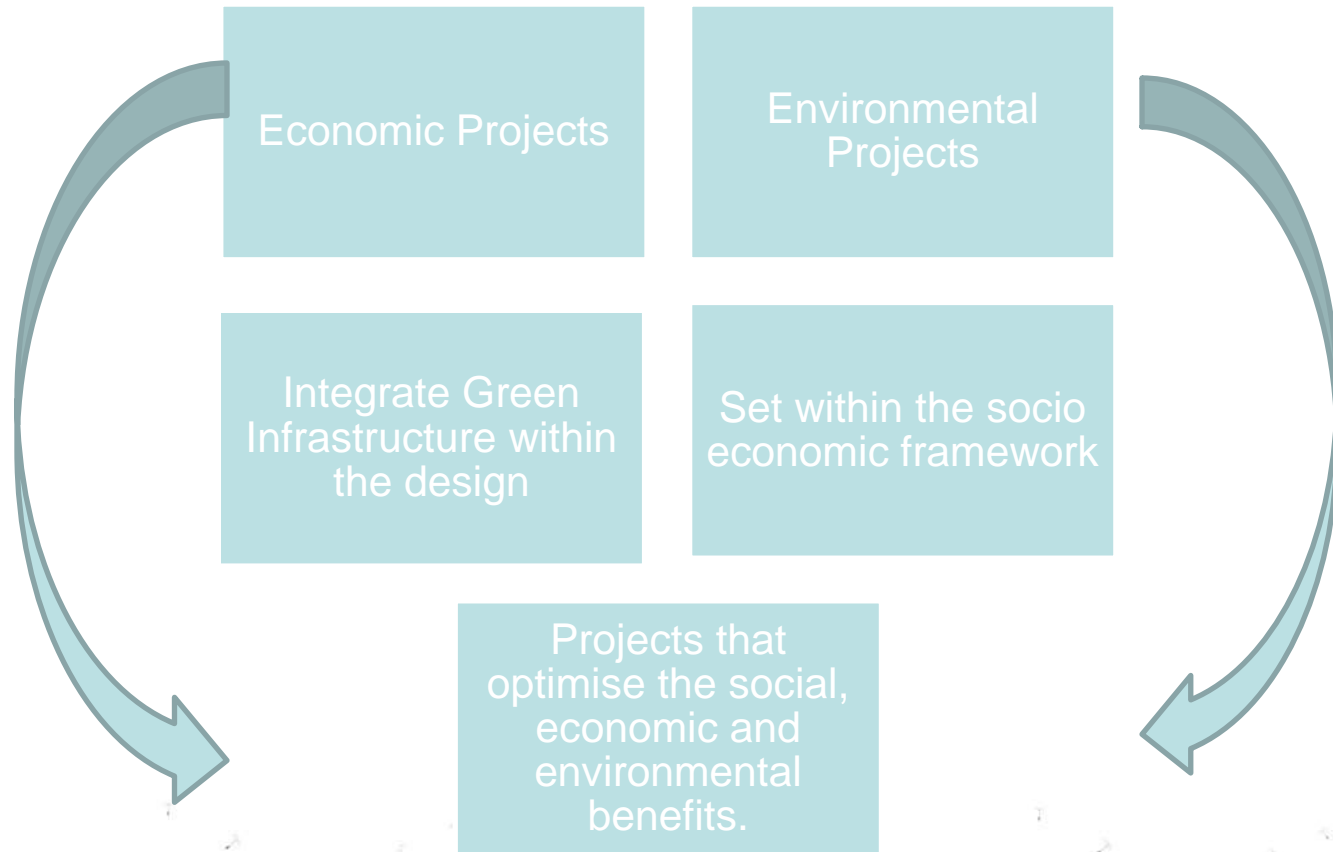 Economic Projects
Environmental
Projects
Integrate Green
Infrastructure within
the design
Set within the socio
economic framework
Projects that
optimise the social,
economic and
environmental
benefits.